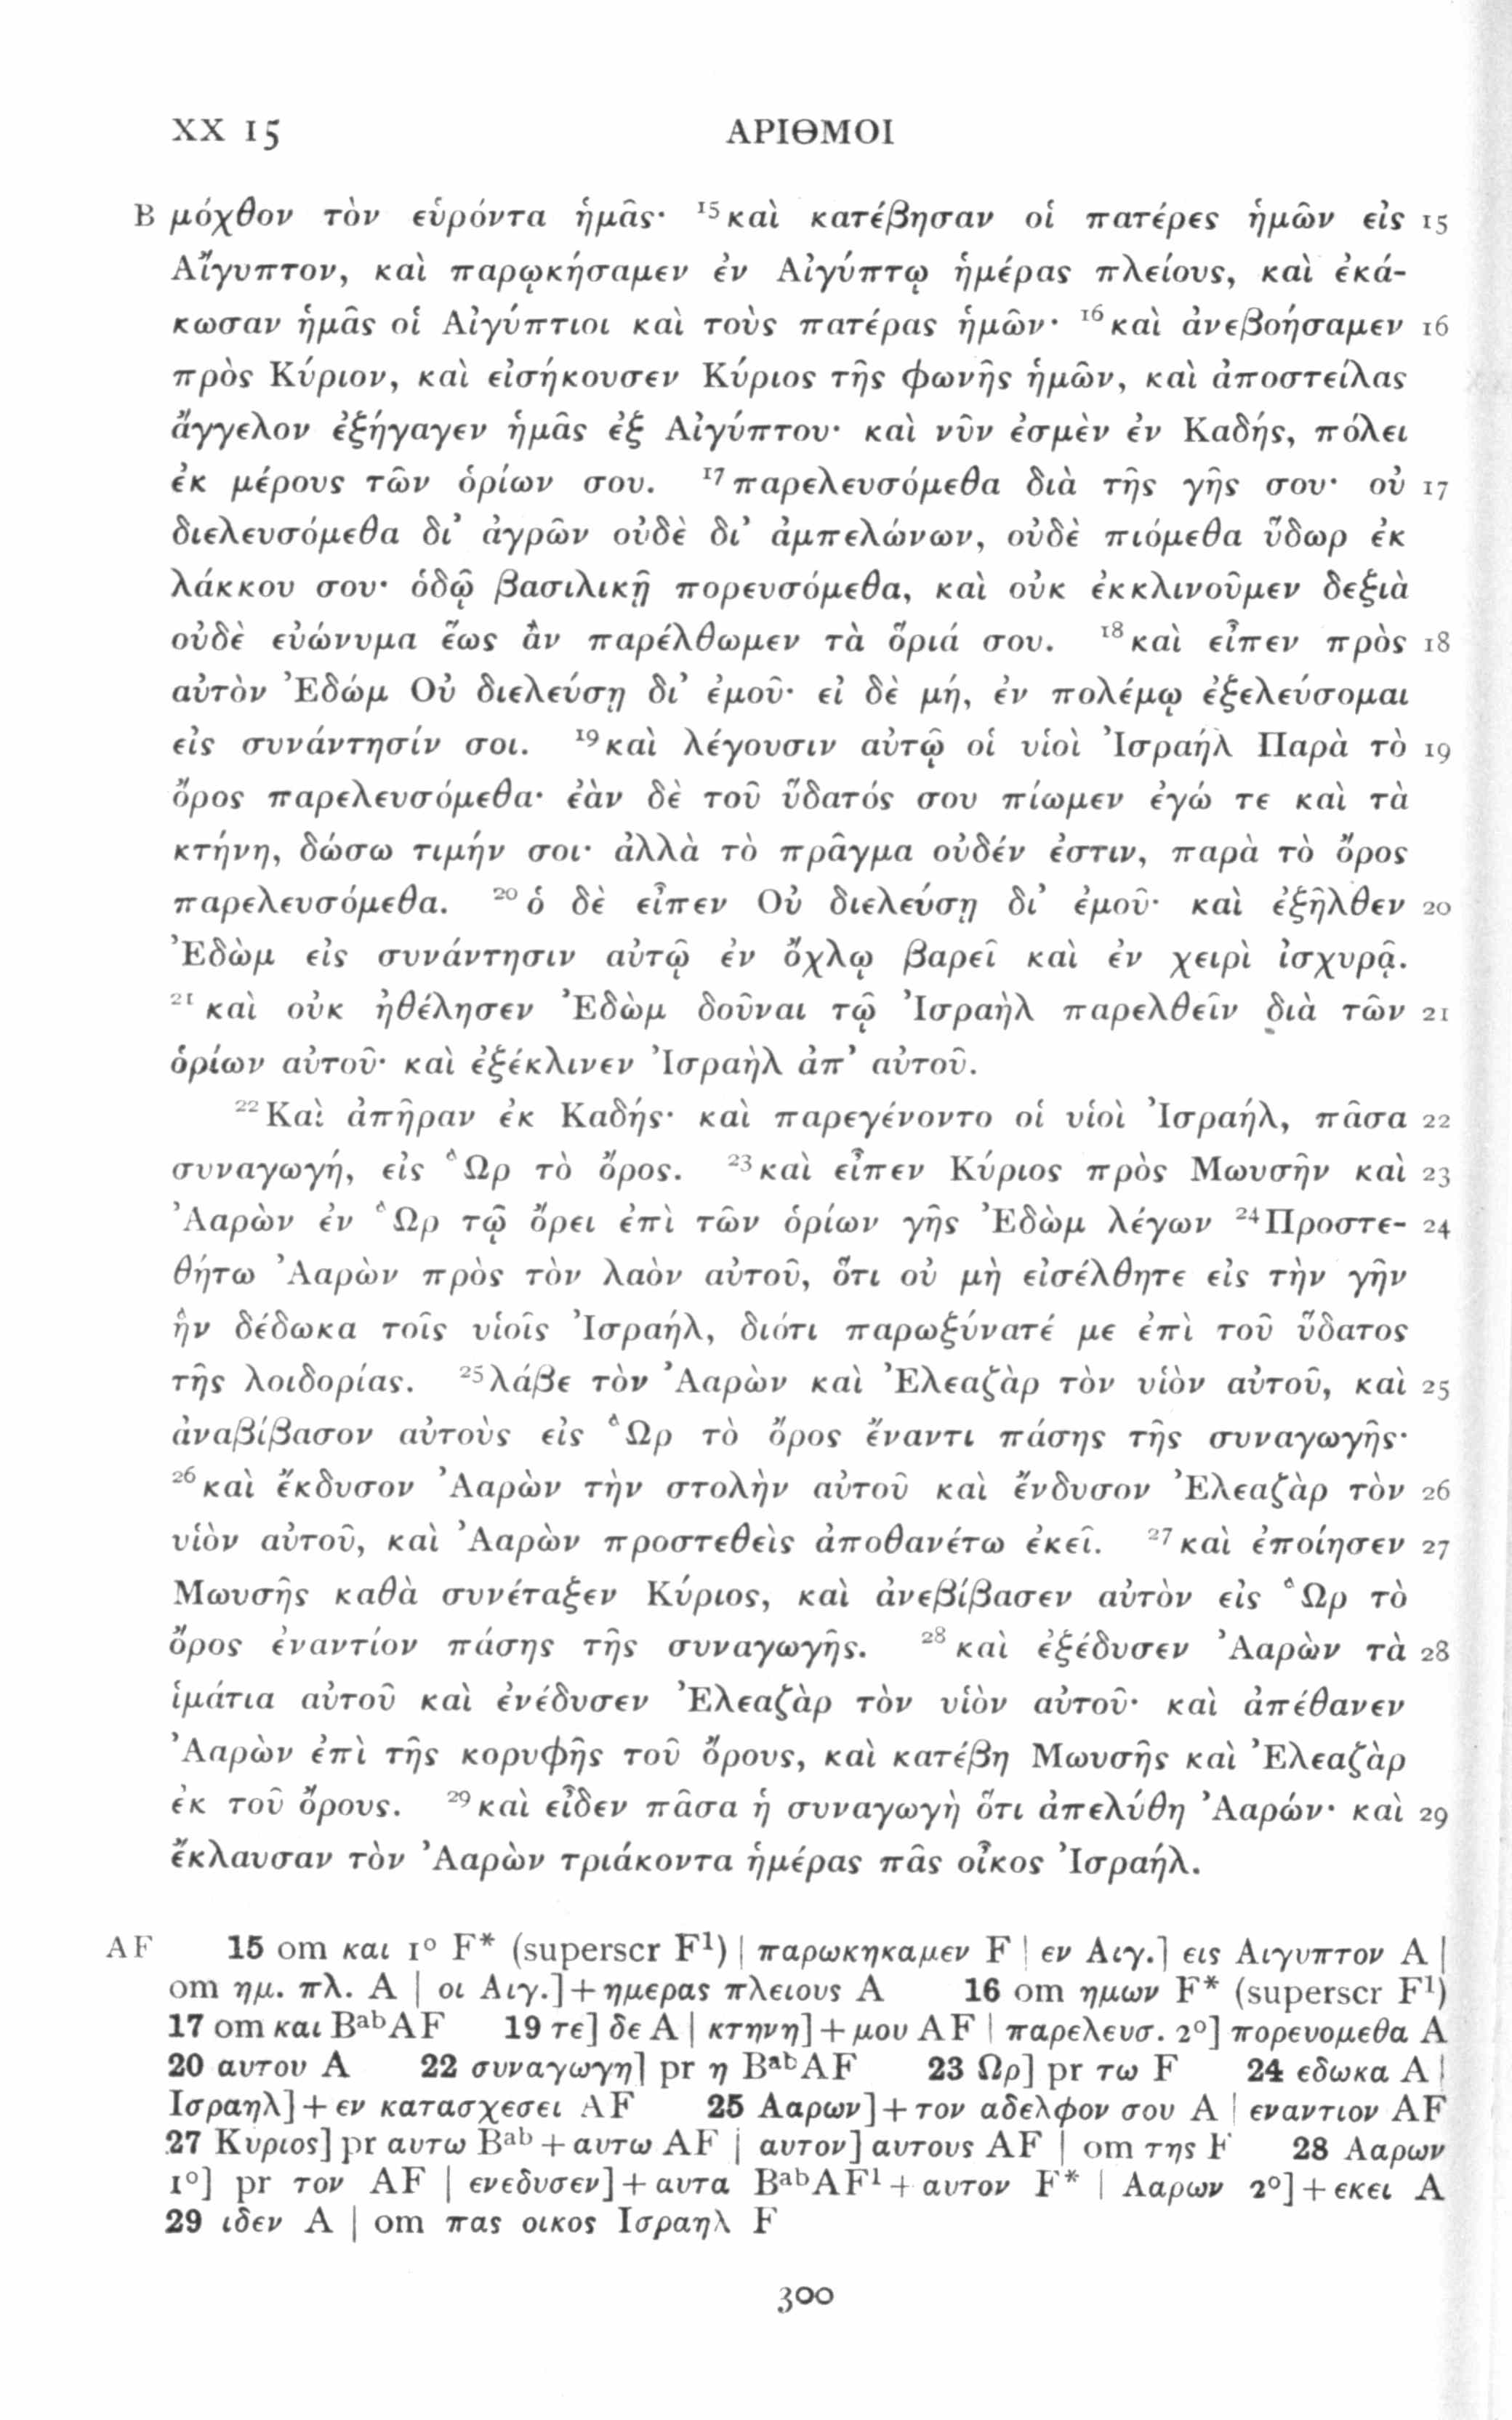 XX 15 ΑΡΙΘΜΟΙ
B μόχθον τὸν εὑρόντα ἡμᾶς· ¹⁵καὶ κατέβησαν οἱ πατέρες ἡμῶν εἰς 15
Αἴγυπτον, καὶ παρῳκήσαμεν ἐν Αἰγύπτῳ ἡμέρας πλείους, καὶ ἐκά-
κωσαν ἡμᾶς οἱ Αἰγύπτιοι καὶ τοὺς πατέρας ἡμῶν· ¹⁶καὶ ἀνεβοήσαμεν 16
πρὸς Κύριον, καὶ εἰσήκουσεν Κύριος τῆς φωνῆς ἡμῶν, καὶ ἀποστείλας
ἄγγελον ἐξήγαγεν ἡμᾶς ἐξ Αἰγύπτου· καὶ νῦν ἐσμὲν ἐν Καδής, πόλει
ἐκ μέρους τῶν ὁρίων σου. ¹⁷παρελευσόμεθα διὰ τῆς γῆς σου· οὐ 17
διελευσόμεθα δι᾽ ἀγρῶν οὐδὲ δι᾽ ἀμπελώνων, οὐδὲ πιόμεθα ὕδωρ ἐκ
λάκκου σου· ὁδῷ βασιλικῇ πορευσόμεθα, καὶ οὐκ ἐκκλινοῦμεν δεξιὰ
οὐδὲ εὐώνυμα ἕως ἂν παρέλθωμεν τὰ ὅριά σου. ¹⁸καὶ εἶπεν πρὸς 18
αὐτὸν Ἐδώμ Οὐ διελεύσῃ δι᾽ ἐμοῦ· εἰ δὲ μή, ἐν πολέμῳ ἐξελεύσομαι
εἰς συνάντησίν σοι. ¹⁹καὶ λέγουσιν αὐτῷ οἱ υἱοὶ Ἰσραήλ Παρὰ τὸ 19
ὄρος παρελευσόμεθα· ἐὰν δὲ τοῦ ὕδατός σου πίωμεν ἐγώ τε καὶ τὰ
κτήνη, δώσω τιμήν σοι· ἀλλὰ τὸ πρᾶγμα οὐδέν ἐστιν, παρὰ τὸ ὄρος
παρελευσόμεθα. ²⁰ὁ δὲ εἶπεν Οὐ διελεύσῃ δι᾽ ἐμοῦ· καὶ ἐξῆλθεν 20
Ἐδὼμ εἰς συνάντησιν αὐτῷ ἐν ὄχλῳ βαρεῖ καὶ ἐν χειρὶ ἰσχυρᾷ.
²¹καὶ οὐκ ἠθέλησεν Ἐδὼμ δοῦναι τῷ Ἰσραὴλ παρελθεῖν διὰ τῶν 21
ὁρίων αὐτοῦ· καὶ ἐξέκλινεν Ἰσραὴλ ἀπ᾽ αὐτοῦ.
²²Καὶ ἀπῆραν ἐκ Καδής· καὶ παρεγένοντο οἱ υἱοὶ Ἰσραήλ, πᾶσα 22
συναγωγή, εἰς Ὢρ τὸ ὄρος. ²³καὶ εἶπεν Κύριος πρὸς Μωυσῆν καὶ 23
Ἀαρὼν ἐν Ὢρ τῷ ὄρει ἐπὶ τῶν ὁρίων γῆς Ἐδὼμ λέγων ²⁴Προστε- 24
θήτω Ἀαρὼν πρὸς τὸν λαὸν αὐτοῦ, ὅτι οὐ μὴ εἰσέλθητε εἰς τὴν γῆν
ἣν δέδωκα τοῖς υἱοῖς Ἰσραήλ, διότι παρωξύνατέ με ἐπὶ τοῦ ὕδατος
τῆς λοιδορίας. ²⁵λάβε τὸν Ἀαρὼν καὶ Ἐλεαζὰρ τὸν υἱὸν αὐτοῦ, καὶ 25
ἀναβίβασον αὐτοὺς εἰς Ὢρ τὸ ὄρος ἔναντι πάσης τῆς συναγωγῆς·
²⁶καὶ ἔκδυσον Ἀαρὼν τὴν στολὴν αὐτοῦ καὶ ἔνδυσον Ἐλεαζὰρ τὸν 26
υἱὸν αὐτοῦ, καὶ Ἀαρὼν προστεθεὶς ἀποθανέτω ἐκεῖ. ²⁷καὶ ἐποίησεν 27
Μωυσῆς καθὰ συνέταξεν Κύριος, καὶ ἀνεβίβασεν αὐτὸν εἰς Ὢρ τὸ
ὄρος ἐναντίον πάσης τῆς συναγωγῆς. ²⁸καὶ ἐξέδυσεν Ἀαρὼν τὰ 28
ἱμάτια αὐτοῦ καὶ ἐνέδυσεν Ἐλεαζὰρ τὸν υἱὸν αὐτοῦ· καὶ ἀπέθανεν
Ἀαρὼν ἐπὶ τῆς κορυφῆς τοῦ ὄρους, καὶ κατέβη Μωυσῆς καὶ Ἐλεαζὰρ
ἐκ τοῦ ὄρους. ²⁹καὶ εἶδεν πᾶσα ἡ συναγωγὴ ὅτι ἀπελύθη Ἀαρών· καὶ 29
ἔκλαυσαν τὸν Ἀαρὼν τριάκοντα ἡμέρας πᾶς οἶκος Ἰσραήλ.
AF 15 om και 1° F* (superscr F¹) | παρωκηκαμεν F | εν Αιγ.] εις Αιγυπτον A |
om ημ. πλ. A | οι Αιγ.]+ημερας πλειους A 16 om ημων F* (superscr F¹)
17 om και BᵃᵇAF 19 τε] δε A | κτηνη]+μου AF | παρελευσ. 2°] πορευομεθα A
20 αυτου A 22 συναγωγη] pr η BᵃᵇAF 23 Ωρ] pr τω F 24 εδωκα A |
Ισραηλ]+εν κατασχεσει AF 25 Ααρων]+τον αδελφον σου A | εναντιον AF
27 Κυριος] pr αυτω Bᵃᵇ +αυτω AF | αυτον] αυτους AF | om της F 28 Ααρων
1°] pr τον AF | ενεδυσεν]+αυτα BᵃᵇAF¹ + αυτον F* | Ααρων 2°]+εκει A
29 ιδεν A | om πας οικος Ισραηλ F
300